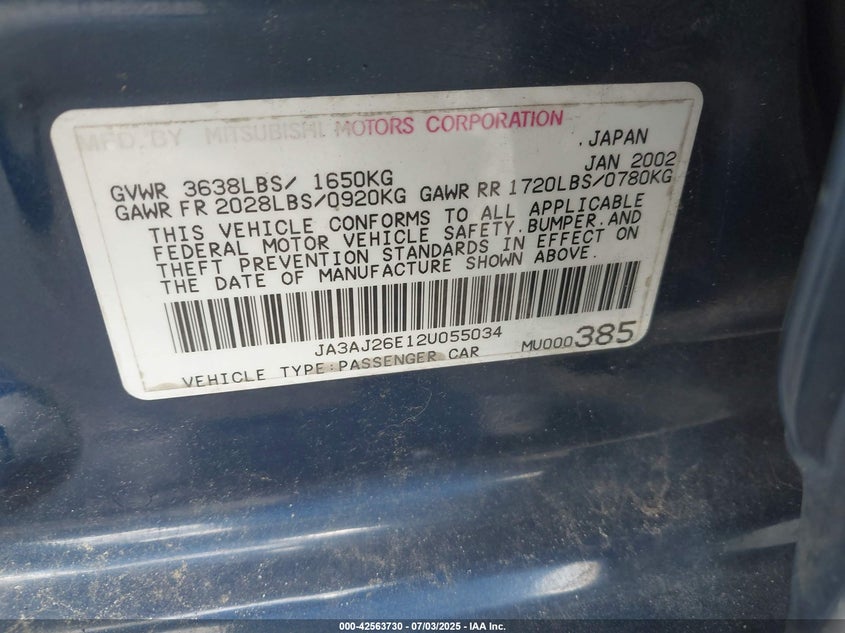 MFD. BY MITSUBISHI MOTORS CORPORATION
.JAPAN
JAN 2002
GVWR 3638LBS/ 1650KG
GAWR FR 2028LBS/0920KG GAWR RR 1720LBS/0780KG
THIS VEHICLE CONFORMS TO ALL APPLICABLE
FEDERAL MOTOR VEHICLE SAFETY.BUMPER.AND
THEFT PREVENTION STANDARDS IN EFFECT ON
THE DATE OF MANUFACTURE SHOWN ABOVE.
JA3AJ26E12U055034
VEHICLE TYPE:PASSENGER CAR MU000385
000-42563730 - 07/03/2025 - IAA Inc.